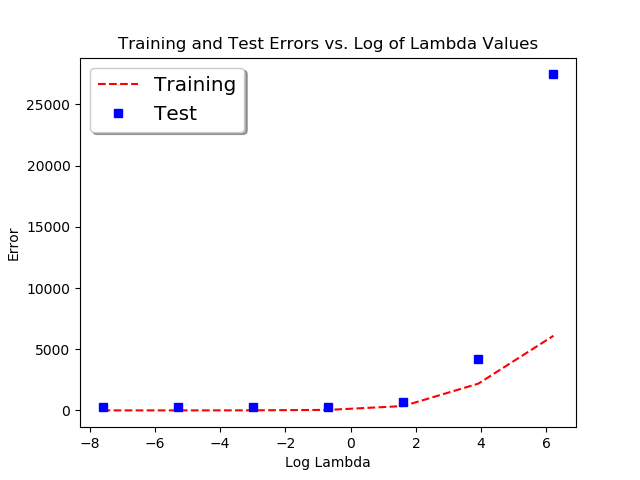 Training and Test Errors vs. Log of Lambda Values
Training
Test
25000
20000
15000
10000
5000
0
Error
−8 −6 −4 −2 0 2 4 6
Log Lambda